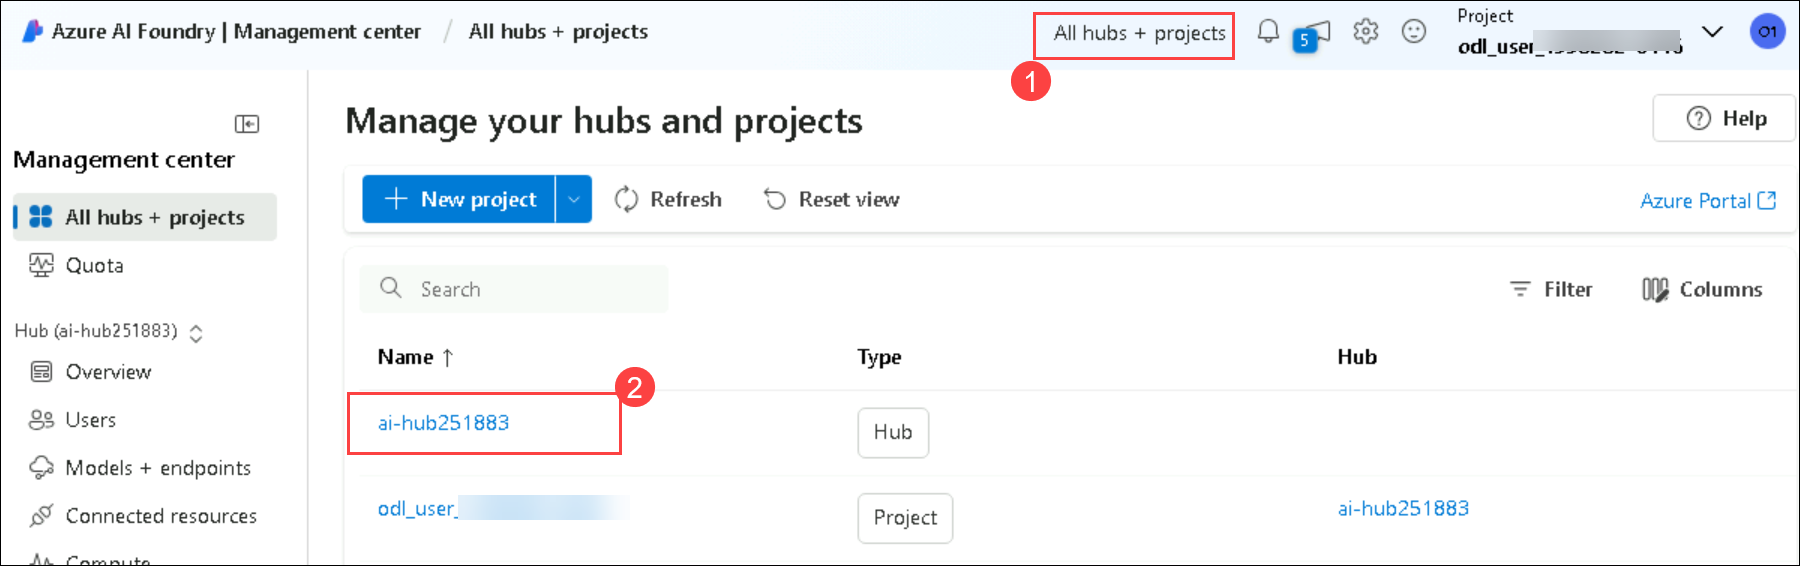 Azure AI Foundry | Management center / All hubs + projects
All hubs + projects
5
Project
odl_user_
O1
1
Manage your hubs and projects
Help
Management center
New project
Refresh
Reset view
Azure Portal
All hubs + projects
Quota
Search
Filter
Columns
Hub (ai-hub251883)
Name ↑
Type
Hub
Overview
2
Users
ai-hub251883
Hub
Models + endpoints
Connected resources
odl_user_
Project
ai-hub251883
Compute